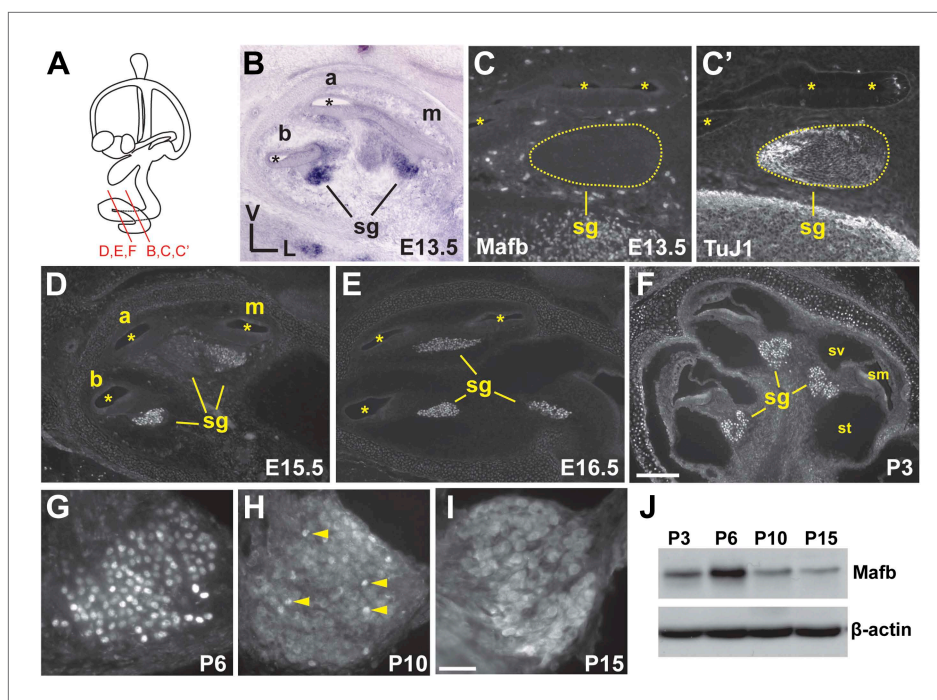 A
D,E,F B,C,C’
B
a
m
*
b
*
V
L
sg
E13.5
C
* *
*
sg
Mafb E13.5
C’
* *
*
sg
TuJ1
D
a
m
* *
b
*
sg
E15.5
E
*
*
sg
*
E16.5
F
sv
sm
sg
st
P3
G
P6
H
P10
I
P15
J
P3 P6 P10 P15
Mafb
β-actin